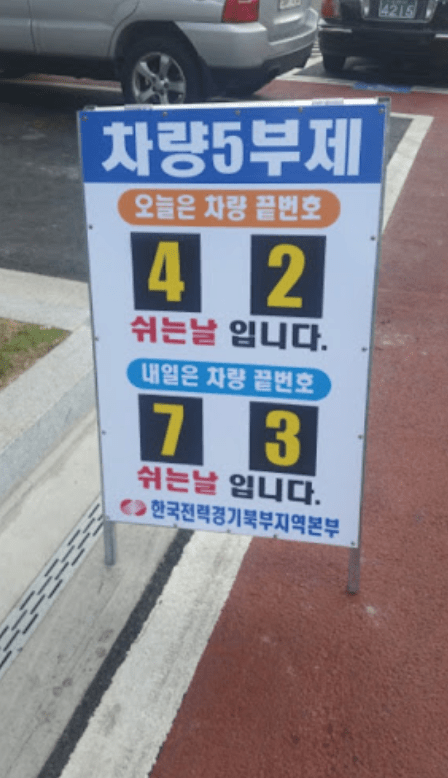 4215
차량5부제
오늘은 차량 끝번호
4 2
쉬는날 입니다.
내일은 차량 끝번호
7 3
쉬는날 입니다.
한국전력경기북부지역본부